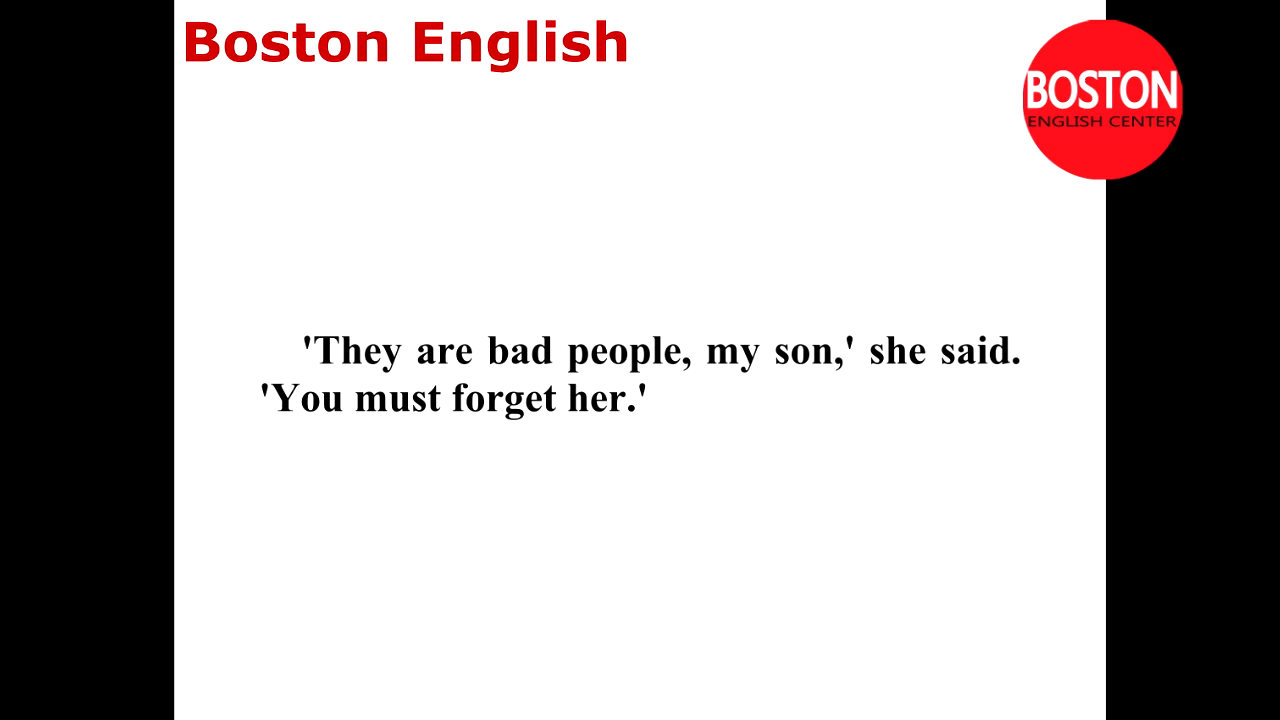 Boston English
BOSTON
ENGLISH CENTER
'They are bad people, my son,' she said.
'You must forget her.'